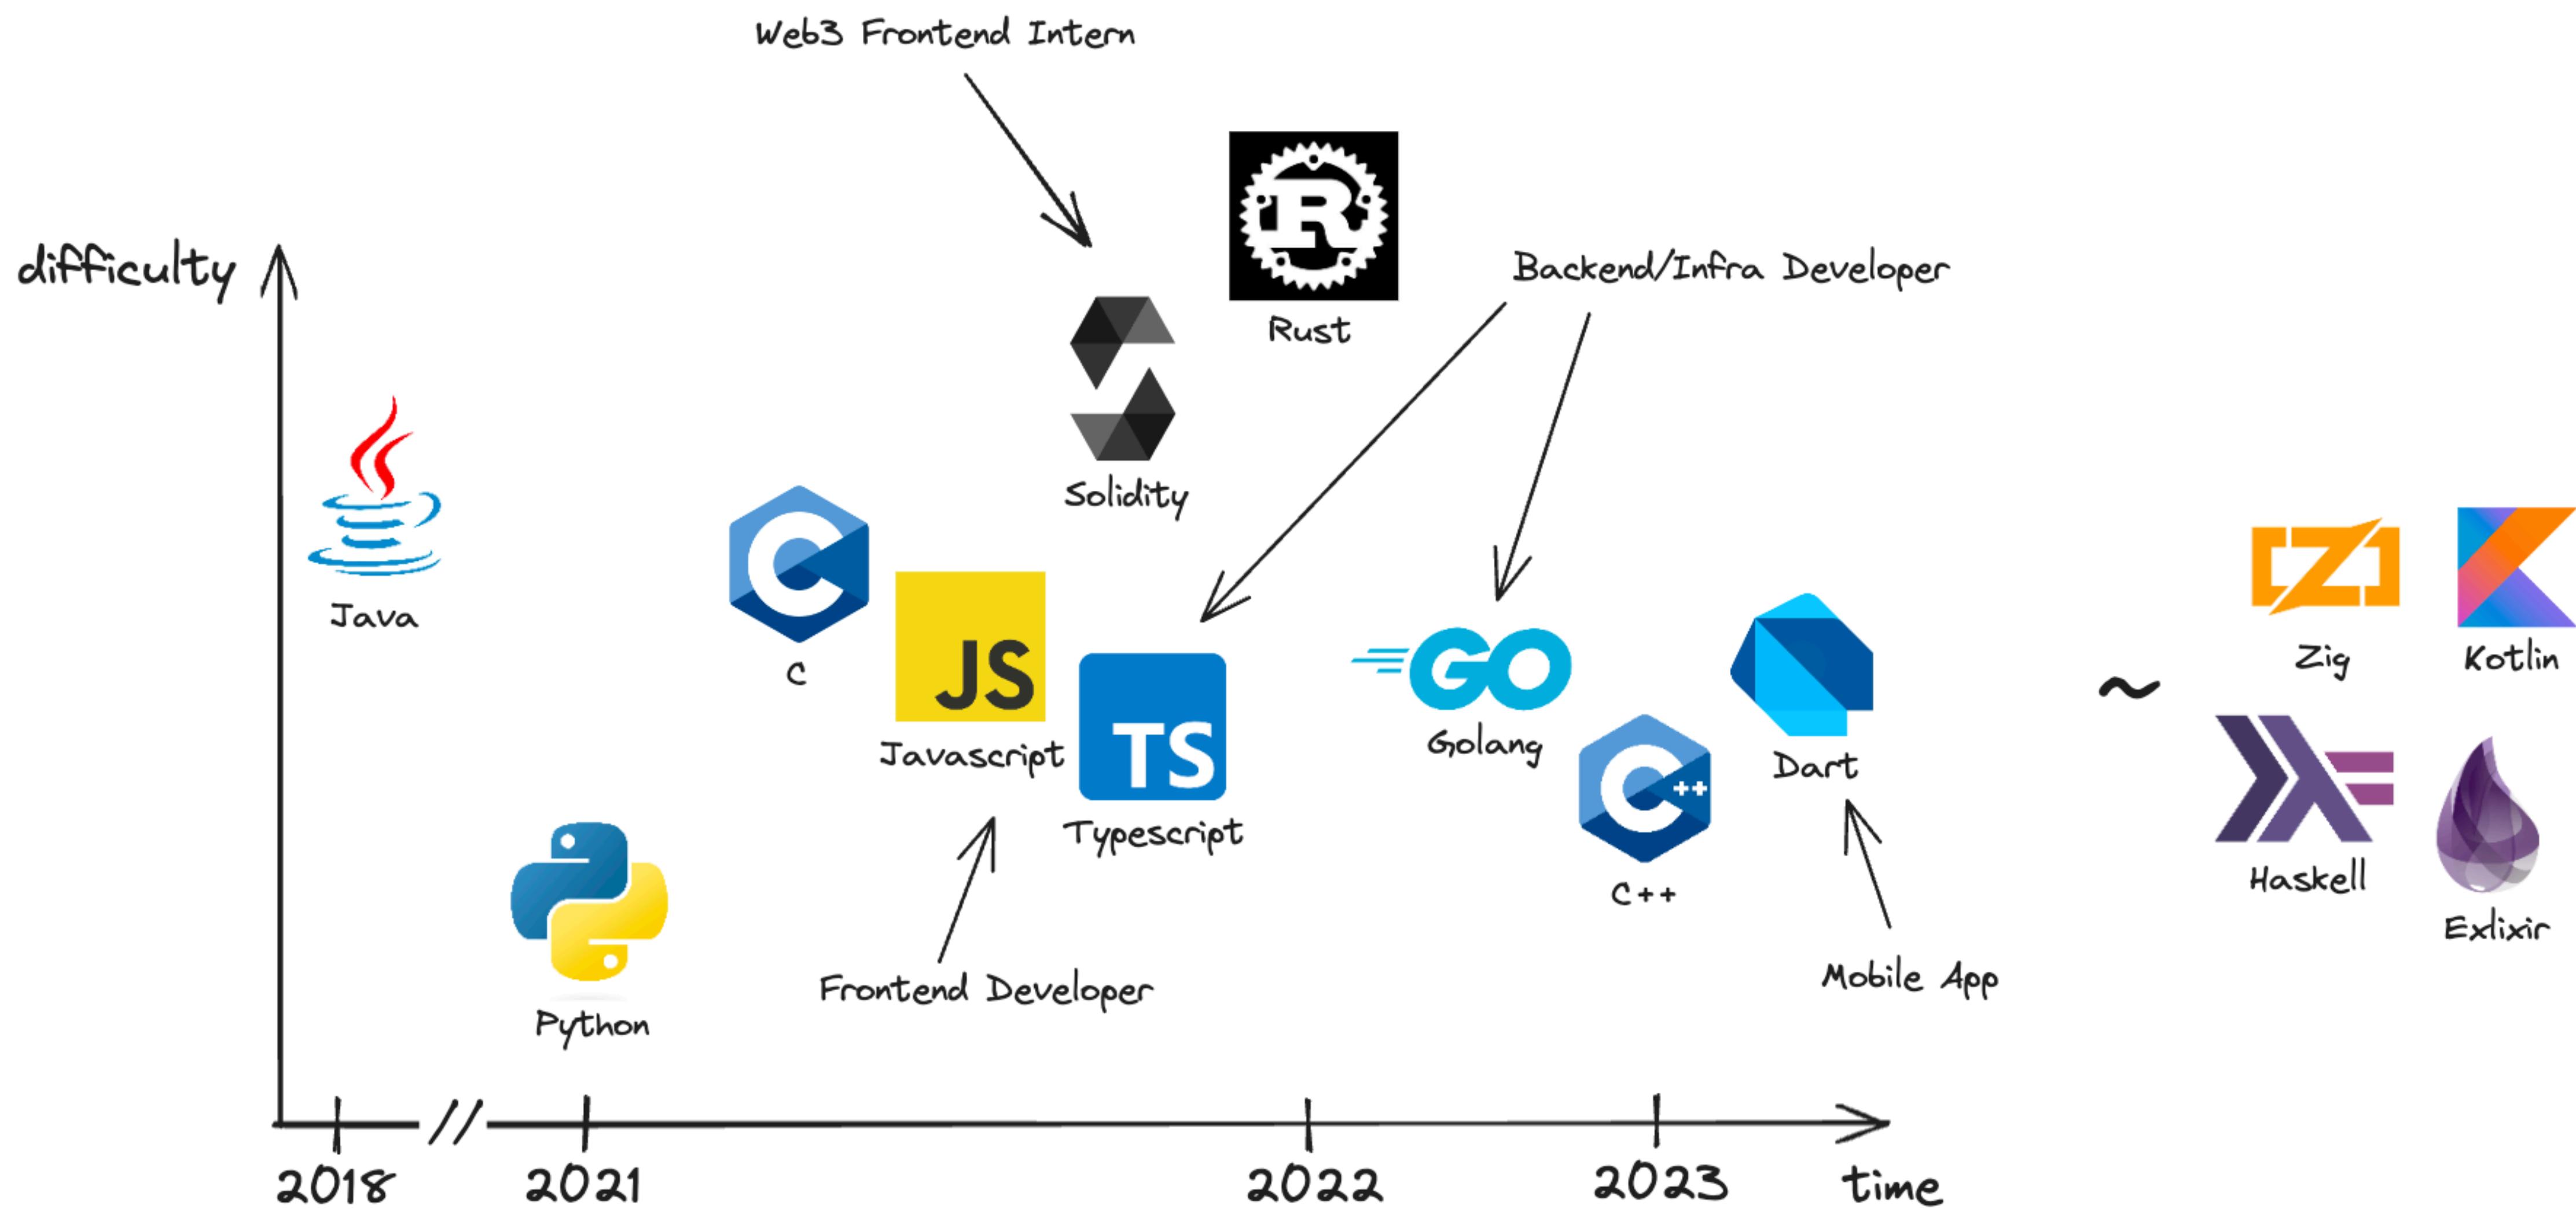 Web3 Frontend Intern
difficulty
R
Rust
Backend/Infra Developer
Solidity
Java
C
C
JS
Javascript
TS
Typescript
GO
Golang
C++
C++
Dart
~
Z
Zig
Kotlin
Haskell
Exlixir
Python
Frontend Developer
Mobile App
2018
//
2021
2022
2023
time